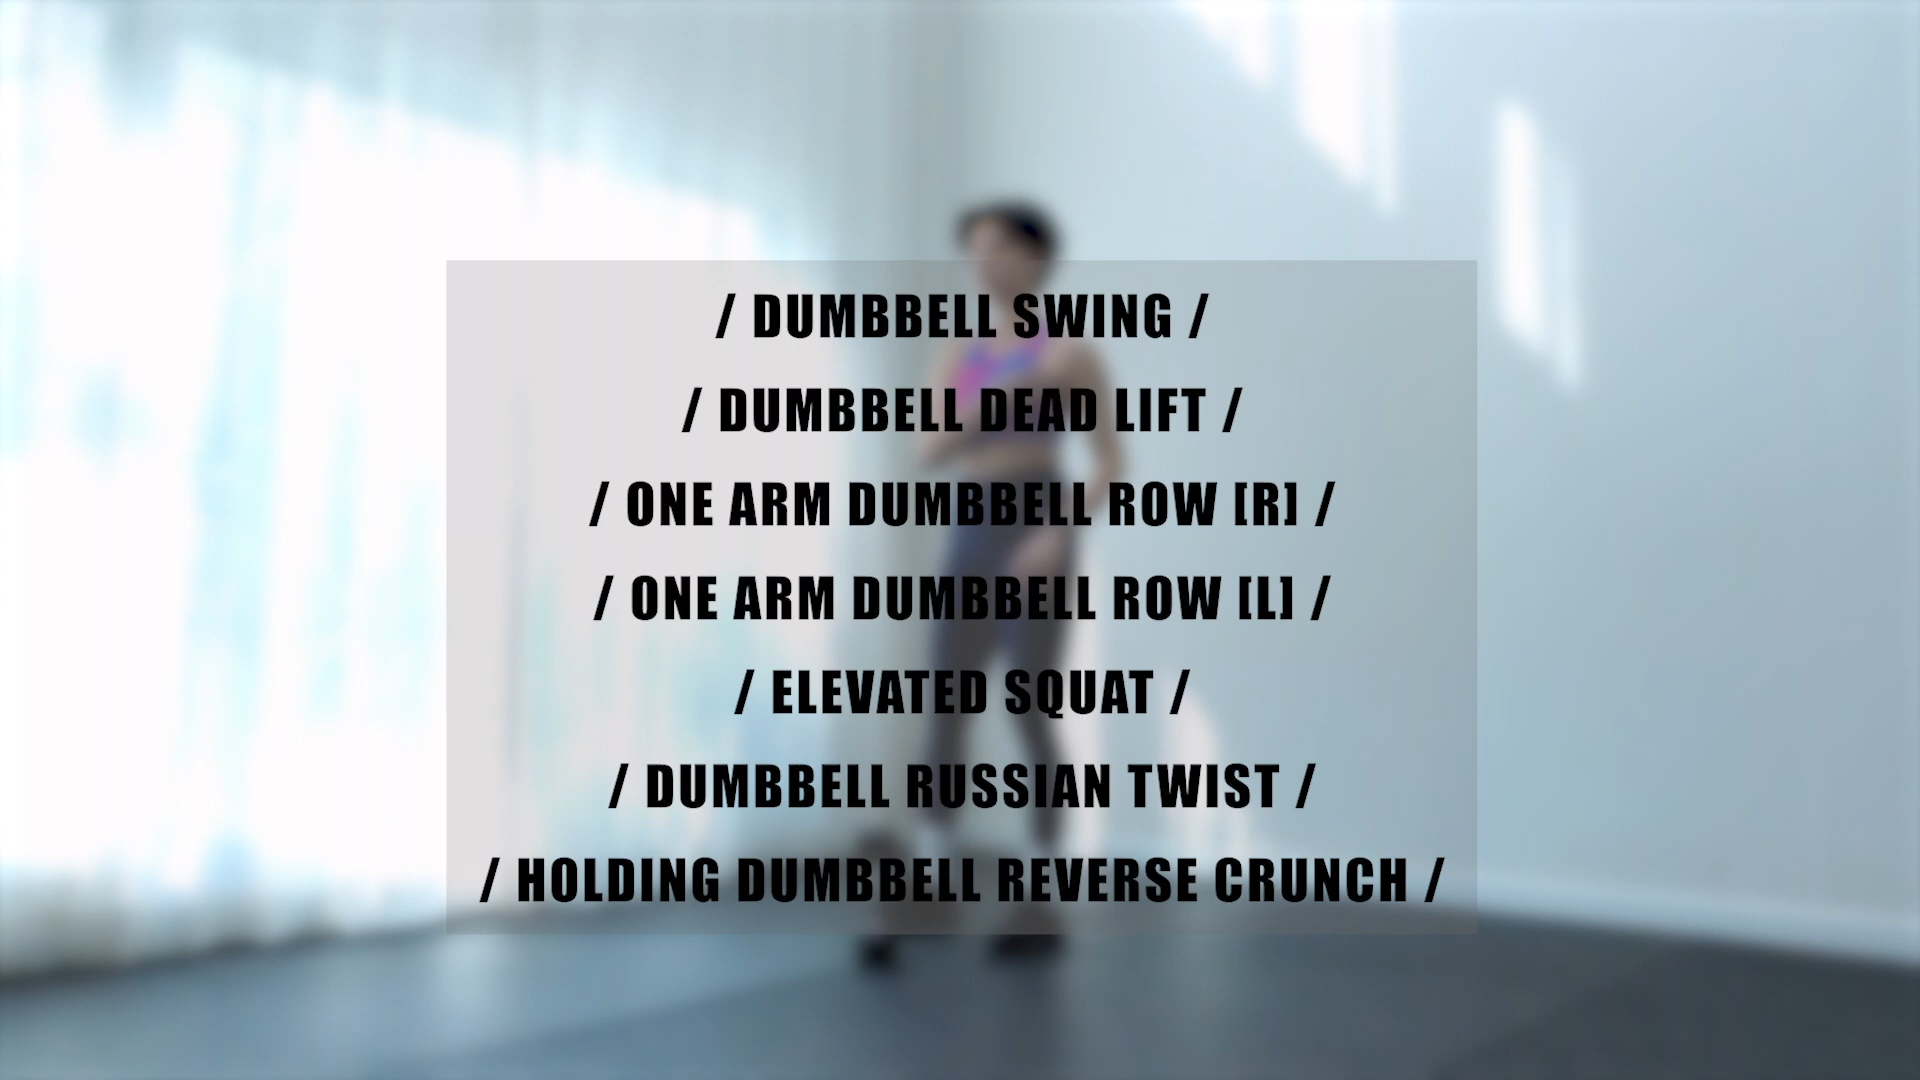 / DUMBBELL SWING /
/ DUMBBELL DEAD LIFT /
/ ONE ARM DUMBBELL ROW [R] /
/ ONE ARM DUMBBELL ROW [L] /
/ ELEVATED SQUAT /
/ DUMBBELL RUSSIAN TWIST /
/ HOLDING DUMBBELL REVERSE CRUNCH /